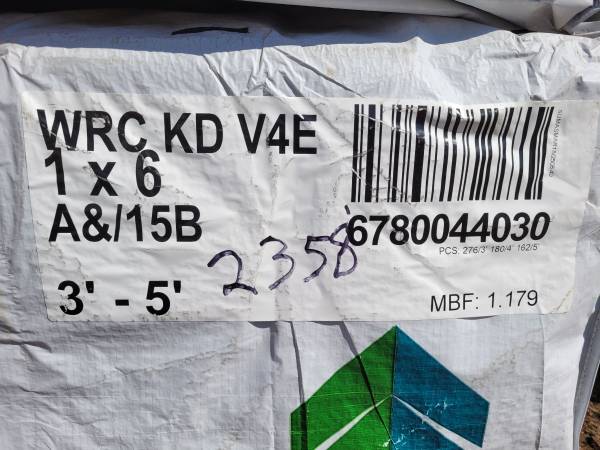 WRC KD V4E
1 x 6
A&/15B
6780044030
PCS: 276/3' 180/4' 162/5'
2358'
3' - 5'
MBF: 1.179